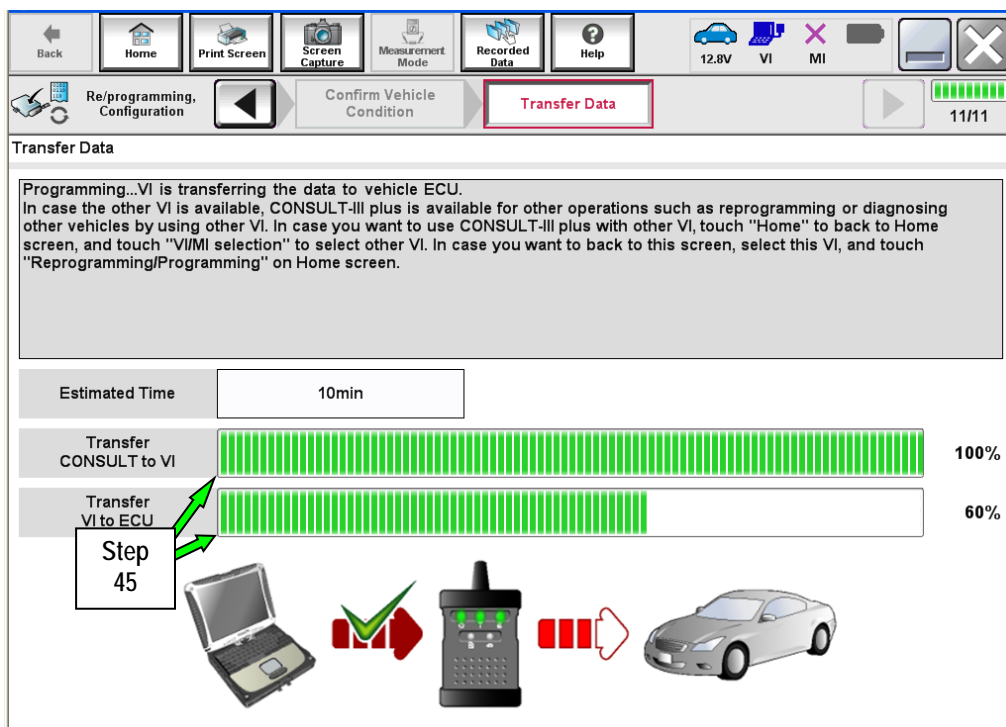 Back
Home
Print Screen
Screen
Capture
Measurement
Mode
Recorded
Data
Help
12.8V
VI
MI
Re/programming,
Configuration
Confirm Vehicle
Condition
Transfer Data
11/11
Transfer Data
Programming...VI is transferring the data to vehicle ECU.
In case the other VI is available, CONSULT-III plus is available for other operations such as reprogramming or diagnosing
other vehicles by using other VI. In case you want to use CONSULT-III plus with other VI, touch "Home" to back to Home
screen, and touch "VI/MI selection" to select other VI. In case you want to back to this screen, select this VI, and touch
"Reprogramming/Programming" on Home screen.
Estimated Time
10min
Transfer
CONSULT to VI
100%
Transfer
VI to ECU
60%
Step
45